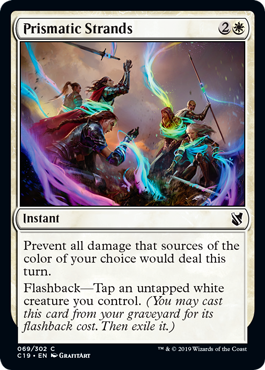 Prismatic Strands 2
Instant
Prevent all damage that sources of the
color of your choice would deal this
turn.
Flashback—Tap an untapped white
creature you control. (You may cast
this card from your graveyard for its
flashback cost. Then exile it.)
069/302 C
C19 • EN GRAFITART
™ & © 2019 Wizards of the Coast